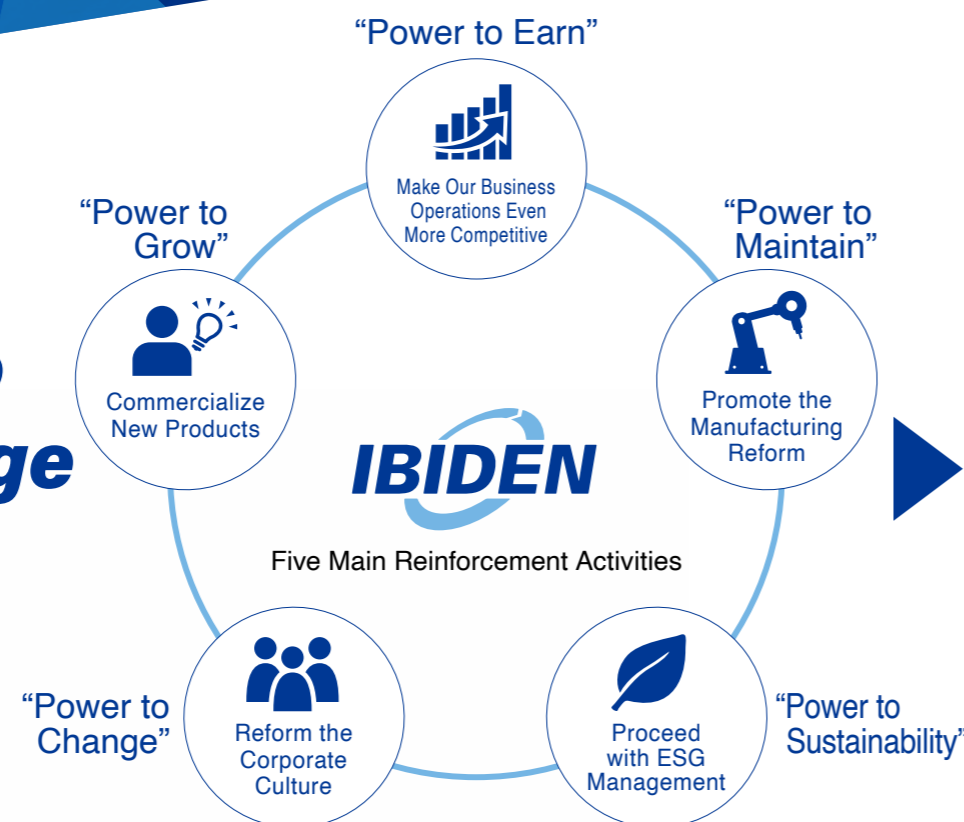 “Power to Earn”
Make Our Business
Operations Even
More Competitive
“Power to
Grow”
Commercialize
New Products
“Power to
Maintain”
Promote the
Manufacturing
Reform
ge
IBIDEN
Five Main Reinforcement Activities
“Power to
Change”
Reform the
Corporate
Culture
Proceed
with ESG
Management
“Power to
Sustainability”